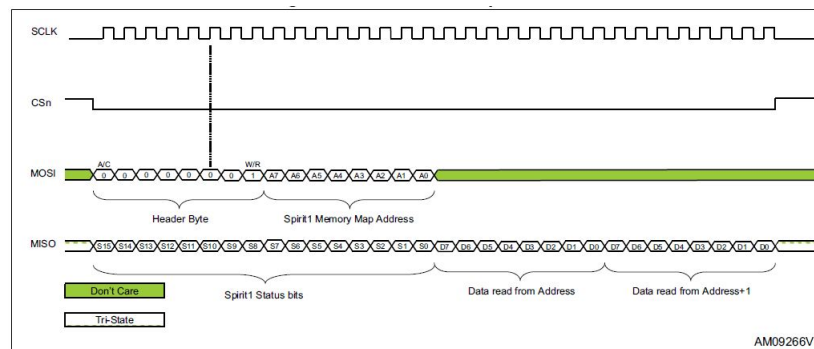 SCLK
CSn
A/C W/R
MOSI 0 0 0 0 0 0 0 1 A7 A6 A5 A4 A3 A2 A1 A0
Header Byte Spirit1 Memory Map Address
MISO S15 S14 S13 S12 S11 S10 S9 S8 S7 S6 S5 S4 S3 S2 S1 S0 D7 D6 D5 D4 D3 D2 D1 D0 D7 D6 D5 D4 D3 D2 D1 D0
Don't Care Spirit1 Status bits Data read from Address Data read from Address+1
Tri-State
AM09266V